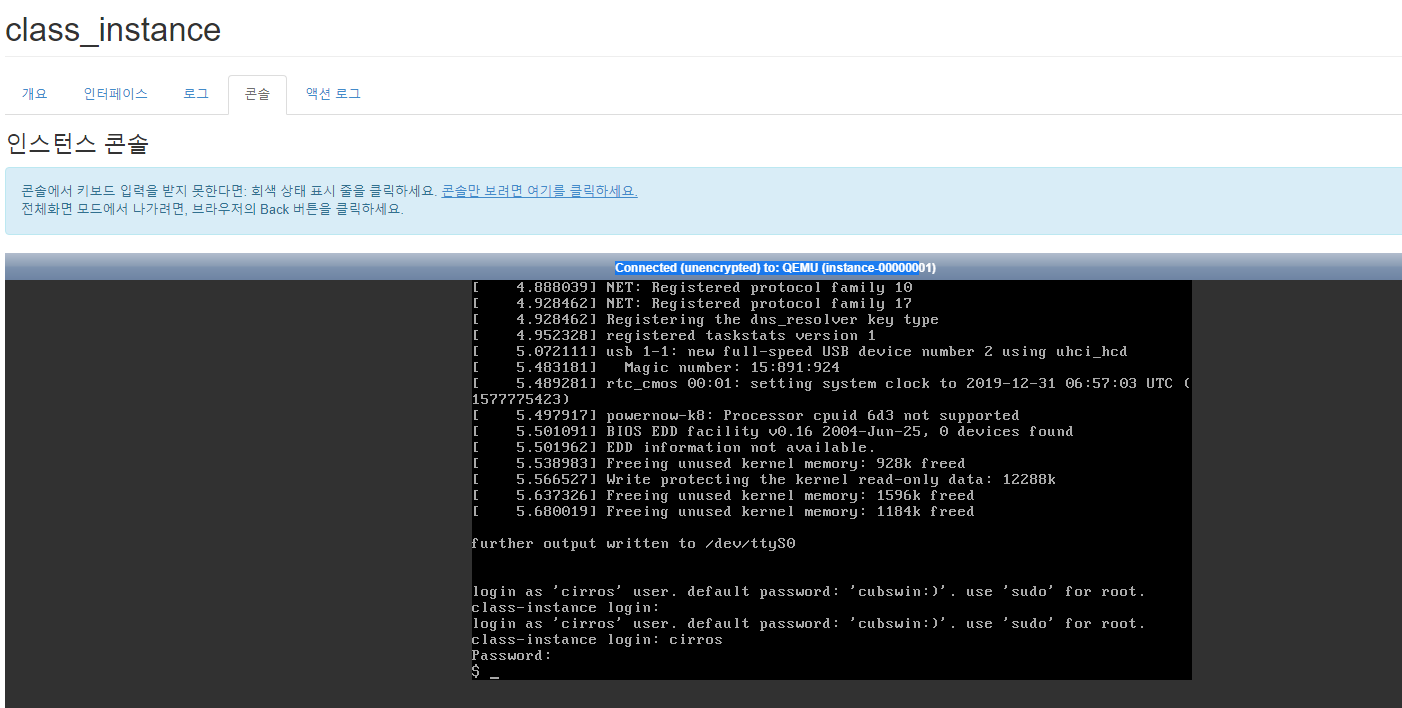 class_instance
개요 인터페이스 로그 콘솔 액션 로그
인스턴스 콘솔
콘솔에서 키보드 입력을 받지 못한다면: 회색 상태 표시 줄을 클릭하세요. 콘솔만 보려면 여기를 클릭하세요.
전체화면 모드에서 나가려면, 브라우저의 Back 버튼을 클릭하세요.
Connected (unencrypted) to: QEMU (instance-00000001)
[    4.888039] NET: Registered protocol family 10
[    4.928462] NET: Registered protocol family 17
[    4.928462] Registering the dns_resolver key type
[    4.952328] registered taskstats version 1
[    5.072111] usb 1-1: new full-speed USB device number 2 using uhci_hcd
[    5.483181]   Magic number: 15:891:924
[    5.489281] rtc_cmos 00:01: setting system clock to 2019-12-31 06:57:03 UTC (
1577775423)
[    5.497917] powernow-k8: Processor cpuid 6d3 not supported
[    5.501091] BIOS EDD facility v0.16 2004-Jun-25, 0 devices found
[    5.501962] EDD information not available.
[    5.538983] Freeing unused kernel memory: 928k freed
[    5.566527] Write protecting the kernel read-only data: 12288k
[    5.637326] Freeing unused kernel memory: 1596k freed
[    5.680019] Freeing unused kernel memory: 1184k freed
further output written to /dev/ttyS0
login as 'cirros' user. default password: 'cubswin:)'. use 'sudo' for root.
class-instance login:
login as 'cirros' user. default password: 'cubswin:)'. use 'sudo' for root.
class-instance login: cirros
Password:
$ _